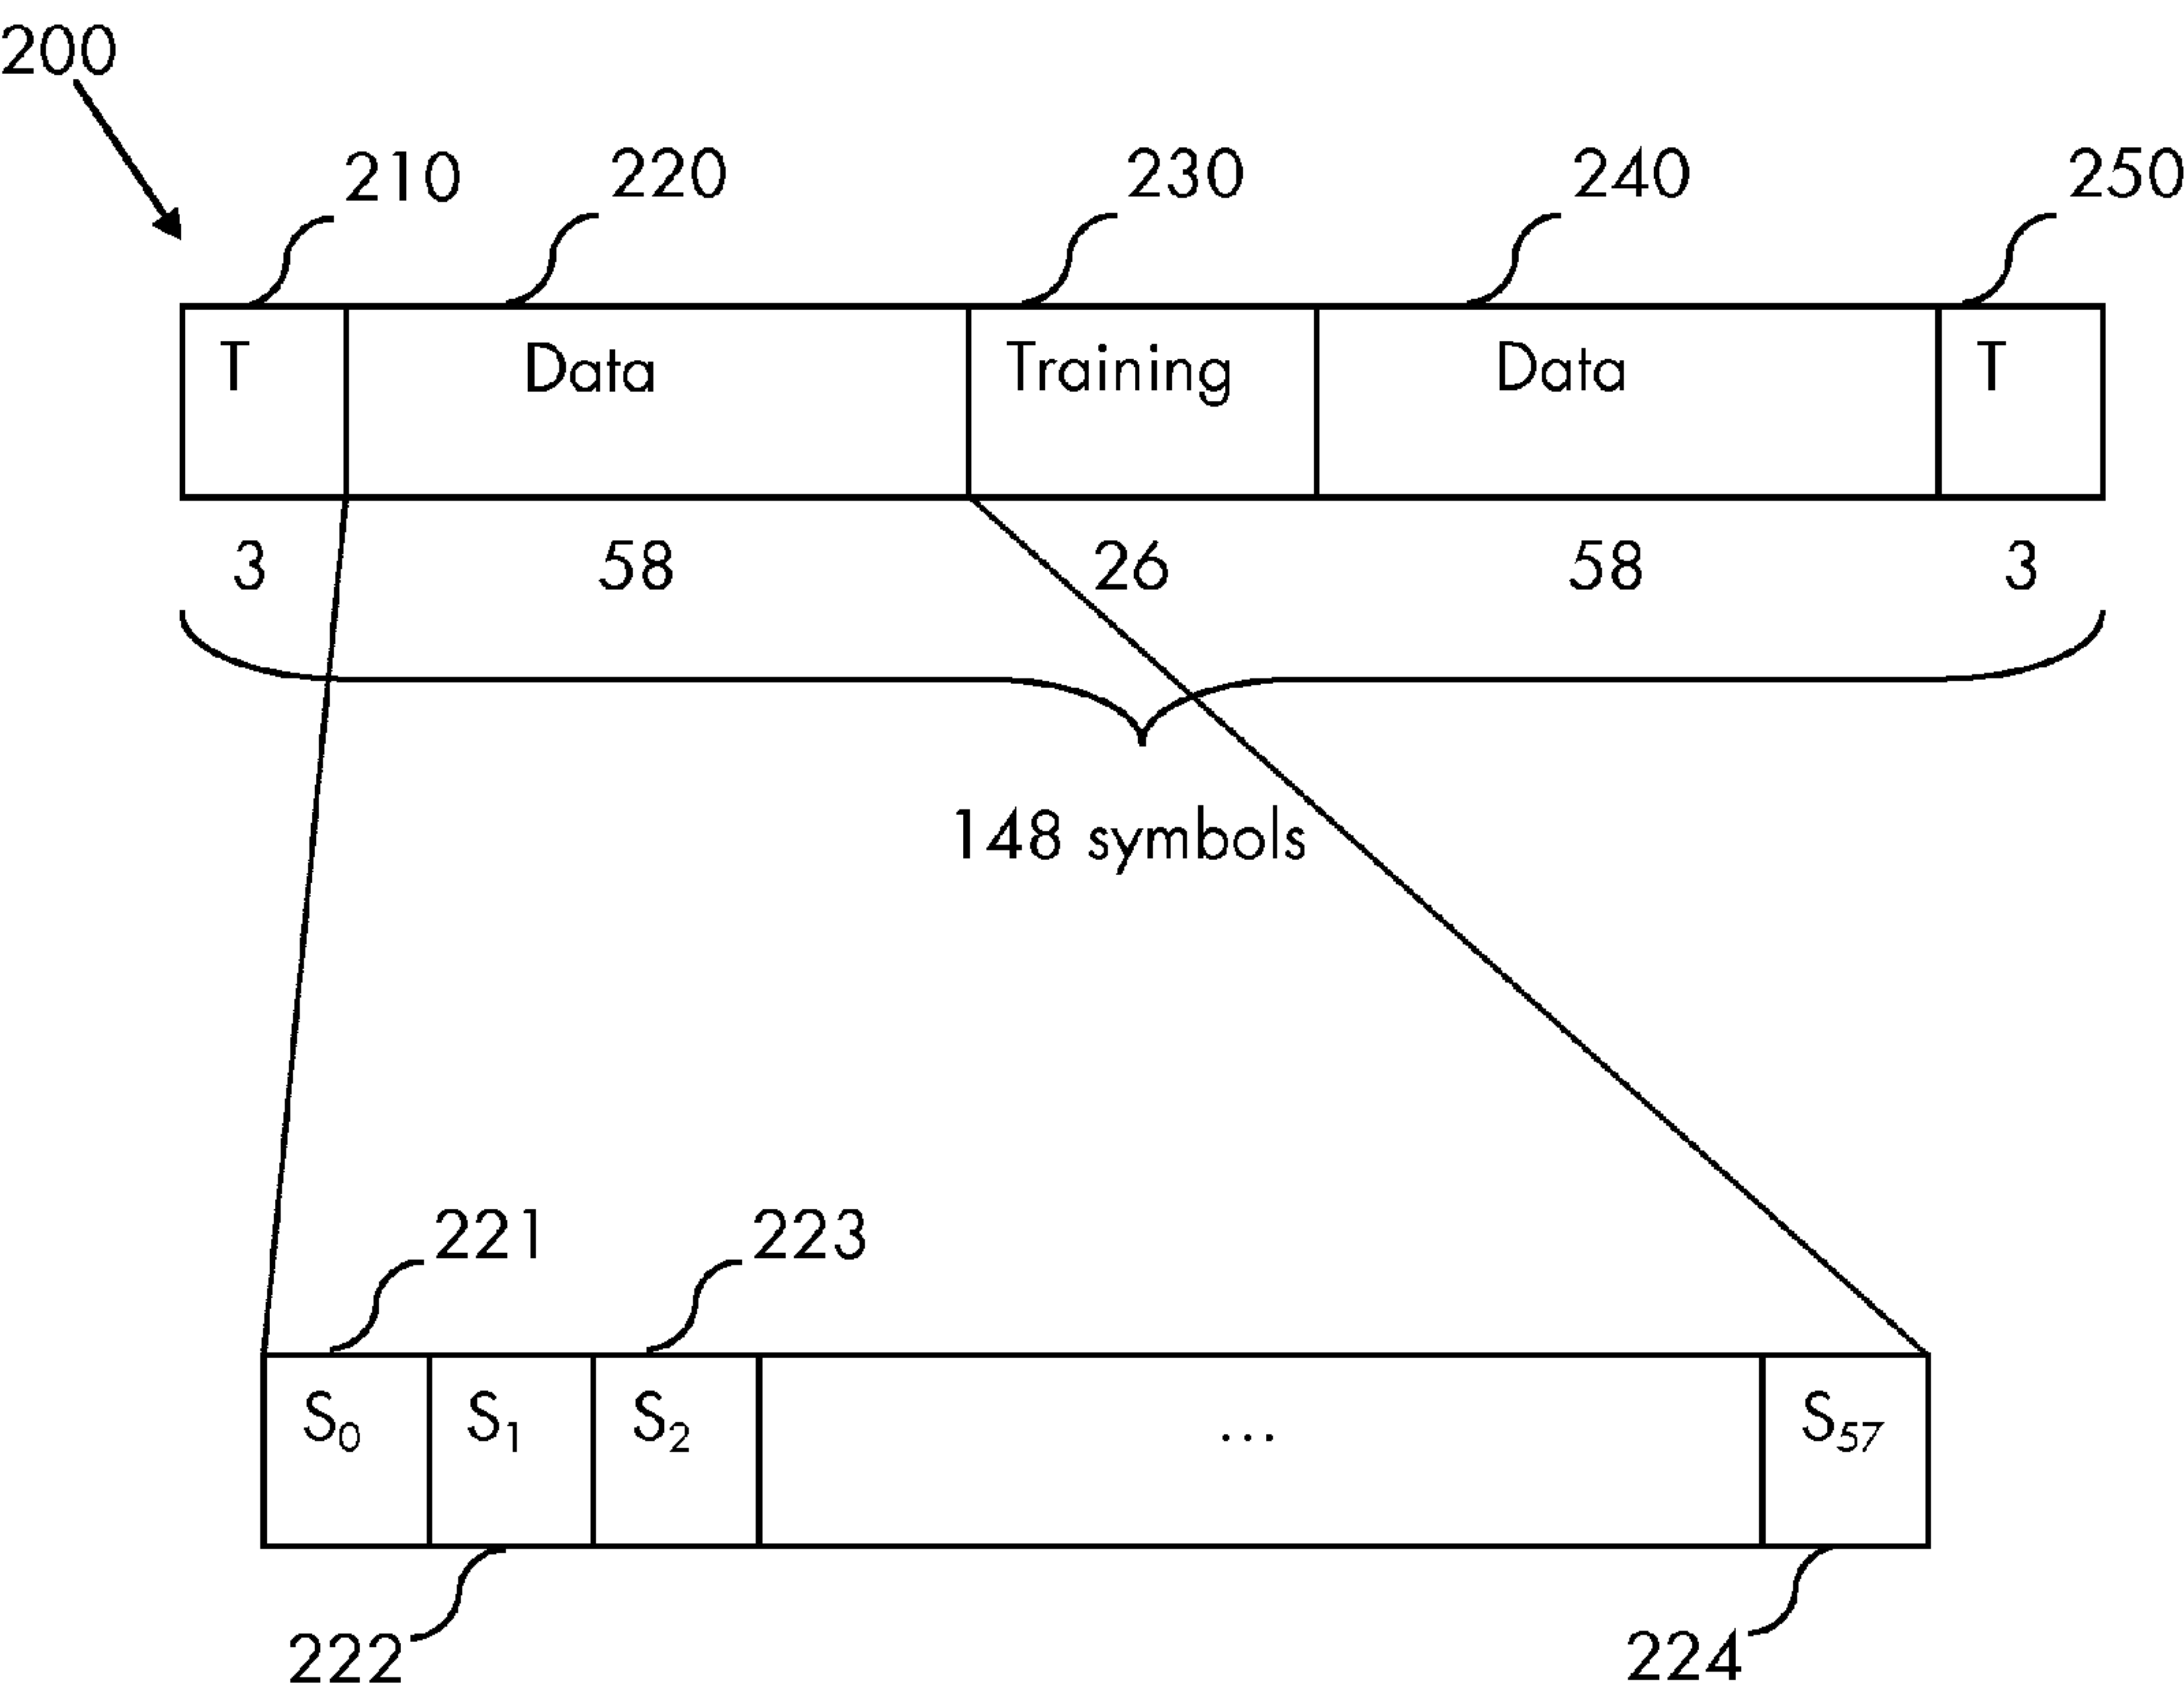 200
210 220 230 240 250
T Data Training Data T
3 58 26 58 3
148 symbols
221 223
S0 S1 S2 ... S57
222 224